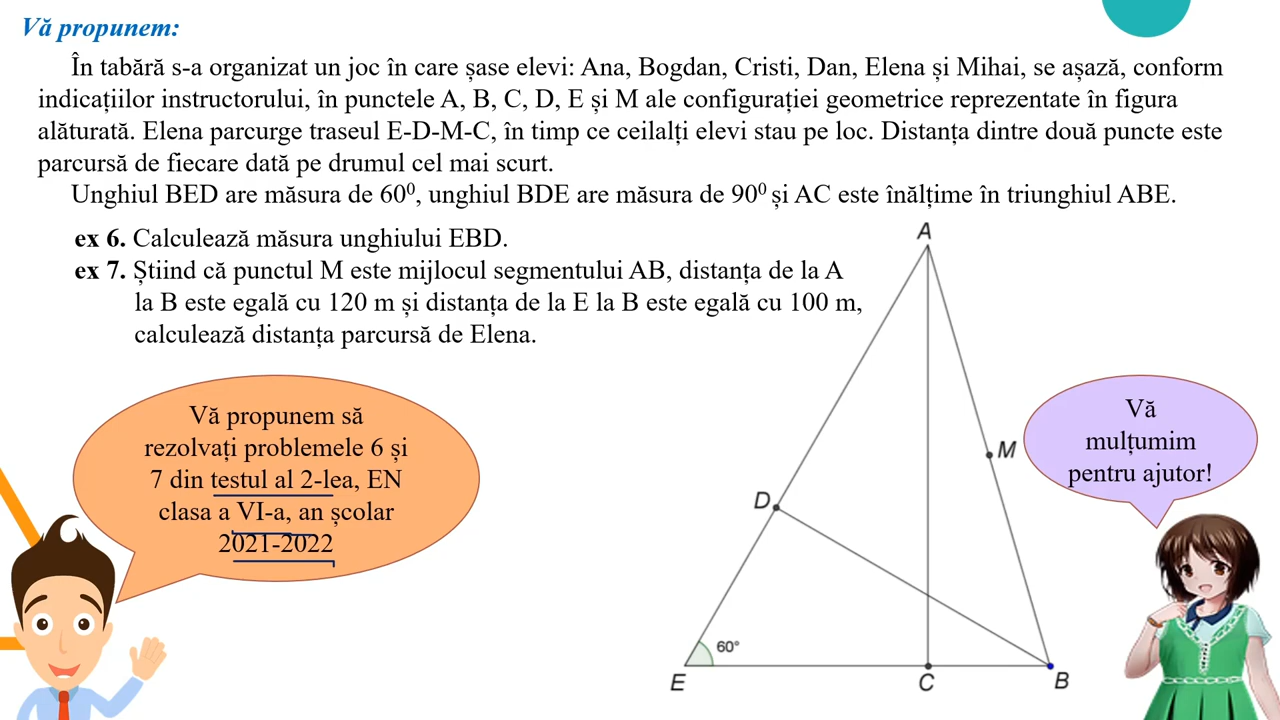 Vă propunem:
În tabără s-a organizat un joc în care șase elevi: Ana, Bogdan, Cristi, Dan, Elena și Mihai, se așază, conform
indicațiilor instructorului, în punctele A, B, C, D, E și M ale configurației geometrice reprezentate în figura
alăturată. Elena parcurge traseul E-D-M-C, în timp ce ceilalți elevi stau pe loc. Distanța dintre două puncte este
parcursă de fiecare dată pe drumul cel mai scurt.
Unghiul BED are măsura de 60⁰, unghiul BDE are măsura de 90⁰ și AC este înălțime în triunghiul ABE.
ex 6. Calculează măsura unghiului EBD.
ex 7. Știind că punctul M este mijlocul segmentului AB, distanța de la A
la B este egală cu 120 m și distanța de la E la B este egală cu 100 m,
calculează distanța parcursă de Elena.
Vă propunem să
rezolvați problemele 6 și
7 din testul al 2-lea, EN
clasa a VI-a, an școlar
2021-2022
A
M
D
60°
E
C
B
Vă
mulțumim
pentru ajutor!